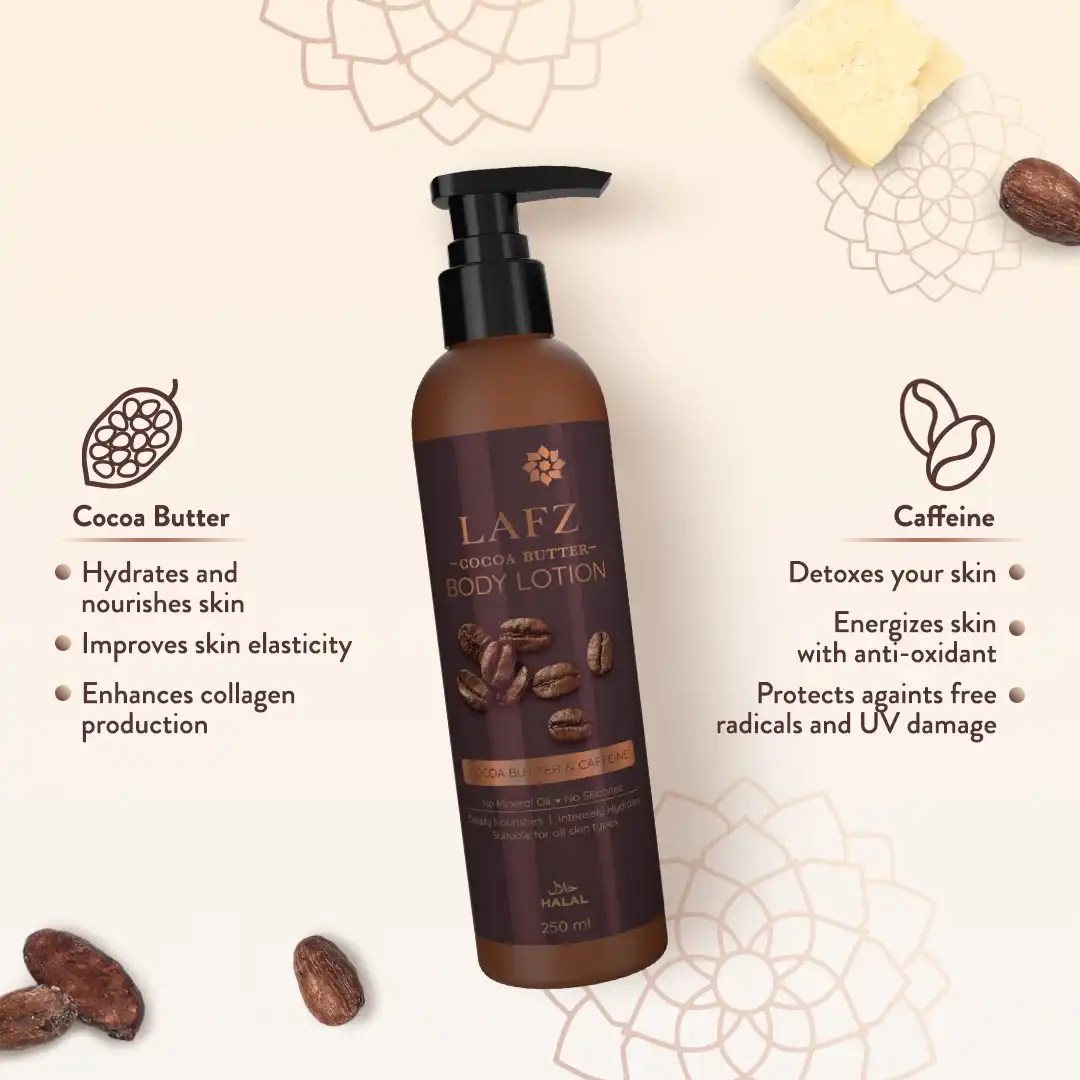 Cocoa Butter
Hydrates and
nourishes skin
Improves skin elasticity
Enhances collagen
production
LAFZ
-COCOA BUTTER-
BODY LOTION
COCOA BUTTER & CAFFEINE
No Mineral Oil • No Silicones
Deeply Nourishes | Intensely Hydrates
Suitable for all skin types
حلال
HALAL
250 ml
Caffeine
Detoxes your skin
Energizes skin
with anti-oxidant
Protects againts free
radicals and UV damage